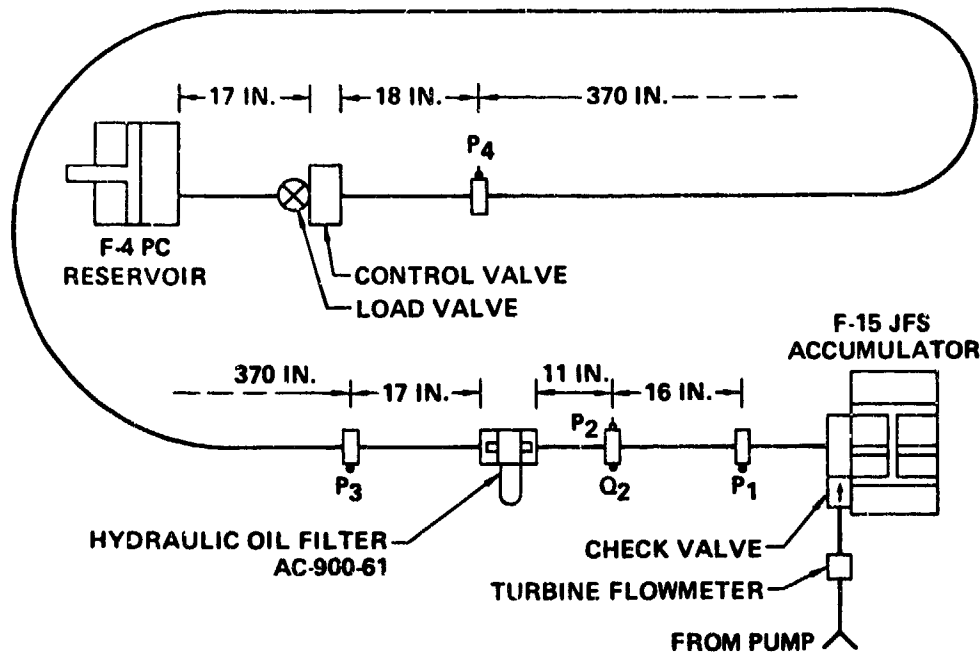 17 IN.
18 IN.
370 IN.
P4
F-4 PC
RESERVOIR
CONTROL VALVE
LOAD VALVE
F-15 JFS
ACCUMULATOR
370 IN.
17 IN.
11 IN.
16 IN.
P2
P3
Q2
P1
HYDRAULIC OIL FILTER
AC-900-61
CHECK VALVE
TURBINE FLOWMETER
FROM PUMP